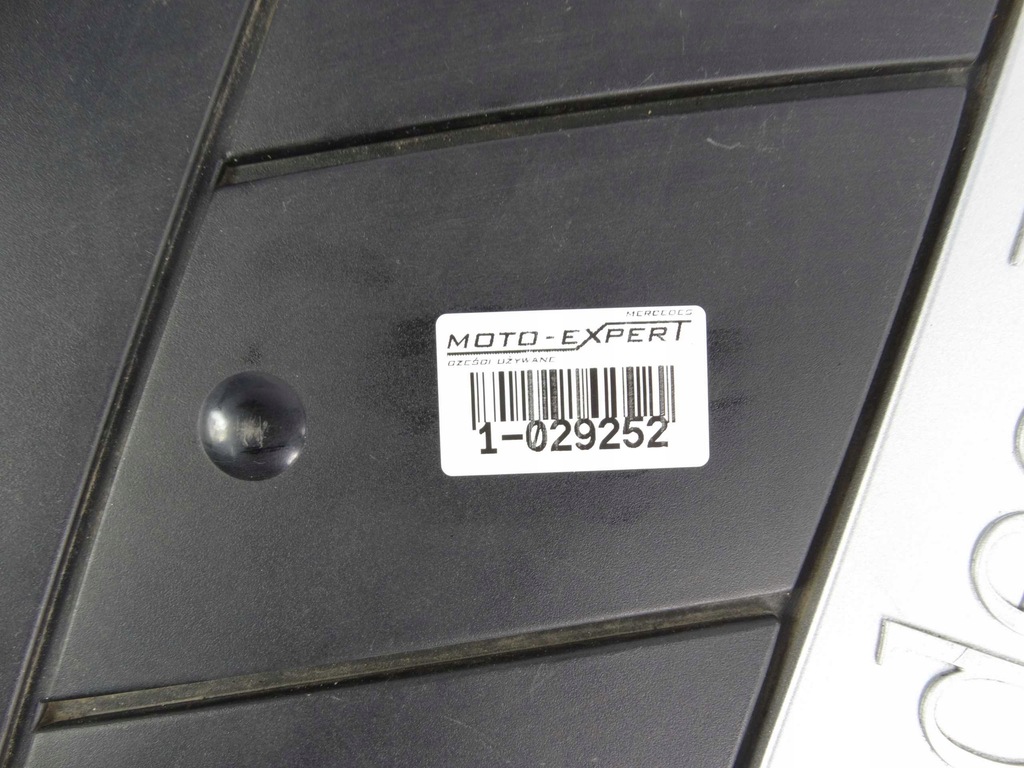 MERCEDES
MOTO-EXPERT
CZĘŚCI UŻYWANE
1-029252